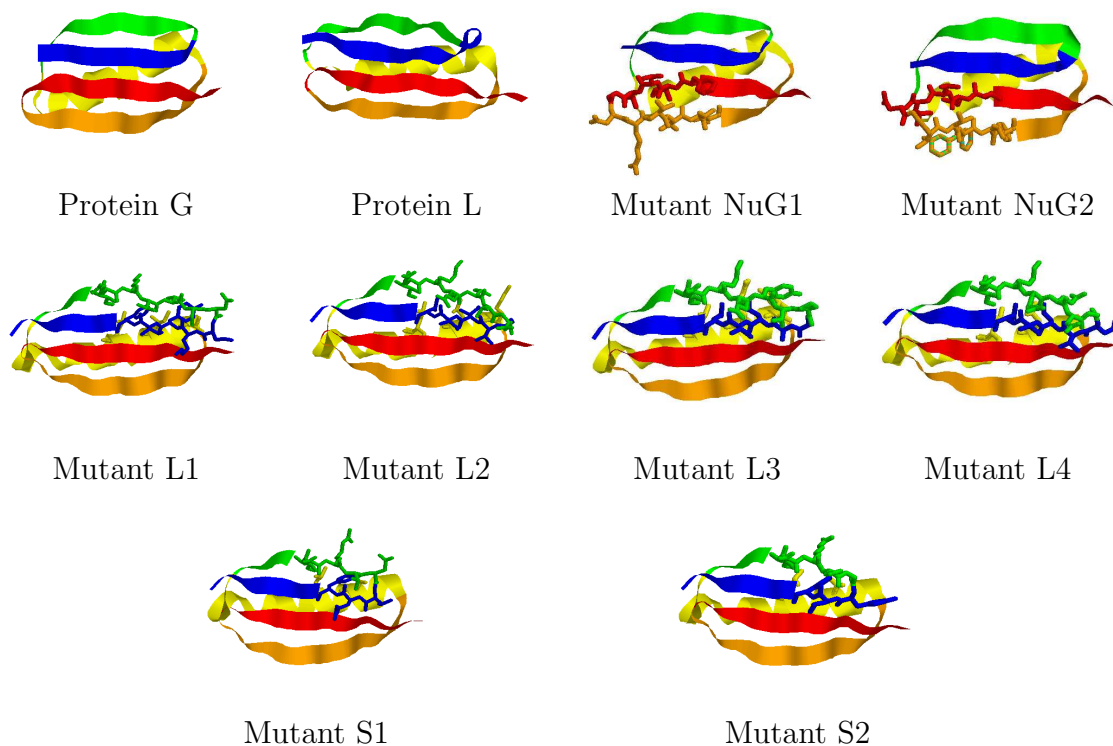 Protein G Protein L Mutant NuG1 Mutant NuG2
Mutant L1 Mutant L2 Mutant L3 Mutant L4
Mutant S1 Mutant S2